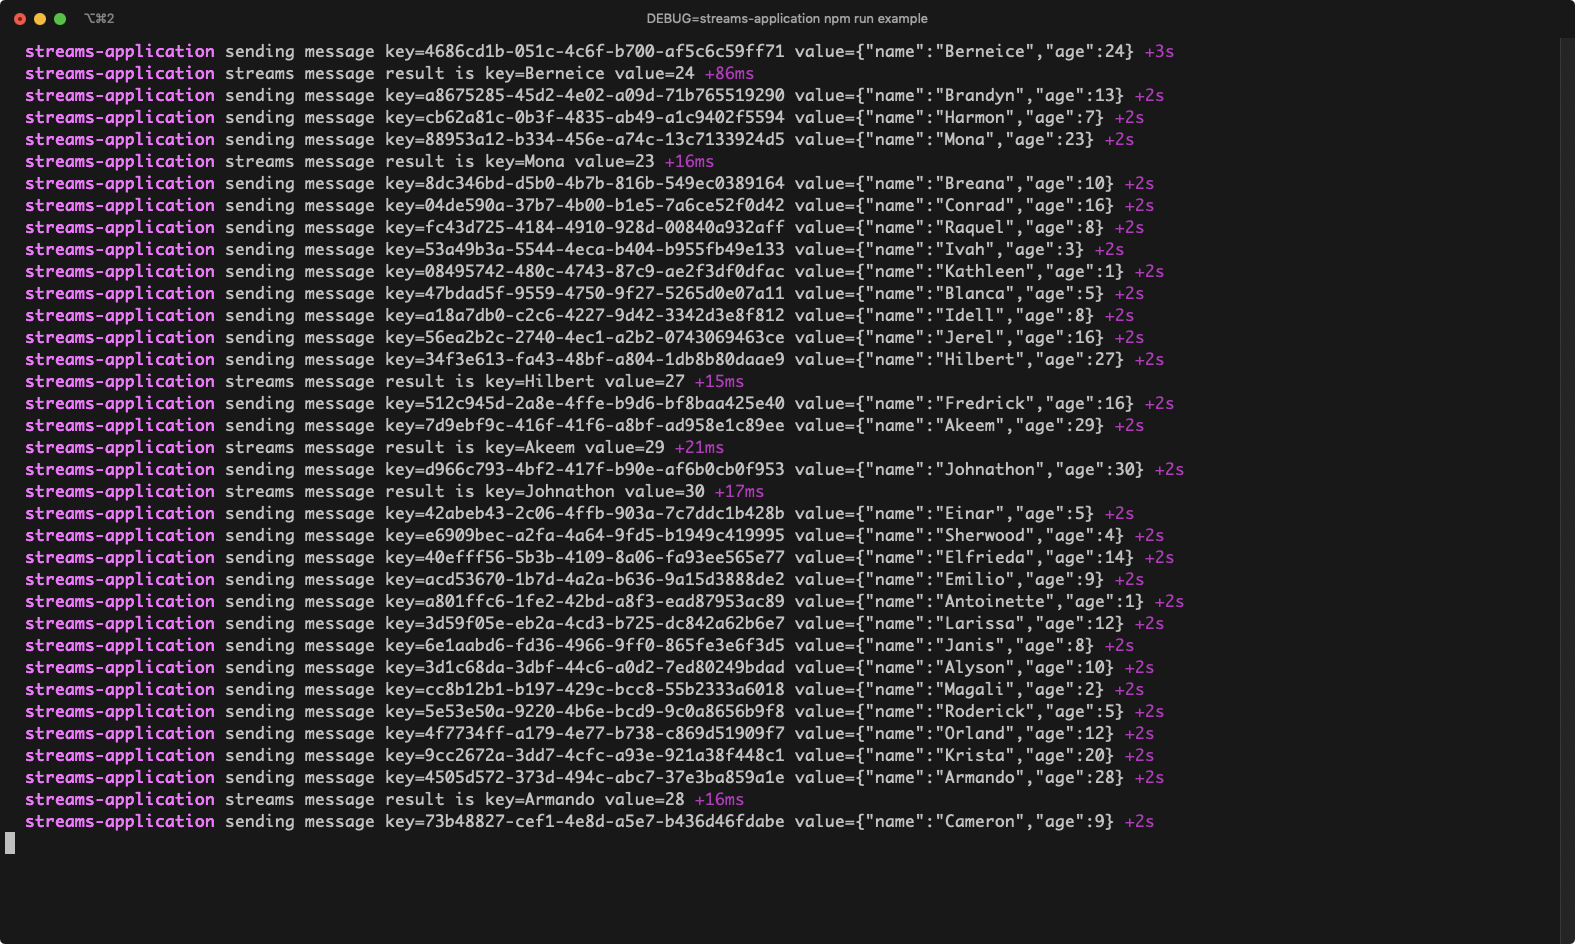 ⌥⌘2
DEBUG=streams-application npm run example
streams-application sending message key=4686cd1b-051c-4c6f-b700-af5c6c59ff71 value={"name":"Berneice","age":24} +3s
streams-application streams message result is key=Berneice value=24 +86ms
streams-application sending message key=a8675285-45d2-4e02-a09d-71b765519290 value={"name":"Brandyn","age":13} +2s
streams-application sending message key=cb62a81c-0b3f-4835-ab49-a1c9402f5594 value={"name":"Harmon","age":7} +2s
streams-application sending message key=88953a12-b334-456e-a74c-13c7133924d5 value={"name":"Mona","age":23} +2s
streams-application streams message result is key=Mona value=23 +16ms
streams-application sending message key=8dc346bd-d5b0-4b7b-816b-549ec0389164 value={"name":"Breana","age":10} +2s
streams-application sending message key=04de590a-37b7-4b00-b1e5-7a6ce52f0d42 value={"name":"Conrad","age":16} +2s
streams-application sending message key=fc43d725-4184-4910-928d-00840a932aff value={"name":"Raquel","age":8} +2s
streams-application sending message key=53a49b3a-5544-4eca-b404-b955fb49e133 value={"name":"Ivah","age":3} +2s
streams-application sending message key=08495742-480c-4743-87c9-ae2f3df0dfac value={"name":"Kathleen","age":1} +2s
streams-application sending message key=47bdad5f-9559-4750-9f27-5265d0e07a11 value={"name":"Blanca","age":5} +2s
streams-application sending message key=a18a7db0-c2c6-4227-9d42-3342d3e8f812 value={"name":"Idell","age":8} +2s
streams-application sending message key=56ea2b2c-2740-4ec1-a2b2-0743069463ce value={"name":"Jerel","age":16} +2s
streams-application sending message key=34f3e613-fa43-48bf-a804-1db8b80daae9 value={"name":"Hilbert","age":27} +2s
streams-application streams message result is key=Hilbert value=27 +15ms
streams-application sending message key=512c945d-2a8e-4ffe-b9d6-bf8baa425e40 value={"name":"Fredrick","age":16} +2s
streams-application sending message key=7d9ebf9c-416f-41f6-a8bf-ad958e1c89ee value={"name":"Akeem","age":29} +2s
streams-application streams message result is key=Akeem value=29 +21ms
streams-application sending message key=d966c793-4bf2-417f-b90e-af6b0cb0f953 value={"name":"Johnathon","age":30} +2s
streams-application streams message result is key=Johnathon value=30 +17ms
streams-application sending message key=42abeb43-2c06-4ffb-903a-7c7ddc1b428b value={"name":"Einar","age":5} +2s
streams-application sending message key=e6909bec-a2fa-4a64-9fd5-b1949c419995 value={"name":"Sherwood","age":4} +2s
streams-application sending message key=40efff56-5b3b-4109-8a06-fa93ee565e77 value={"name":"Elfrieda","age":14} +2s
streams-application sending message key=acd53670-1b7d-4a2a-b636-9a15d3888de2 value={"name":"Emilio","age":9} +2s
streams-application sending message key=a801ffc6-1fe2-42bd-a8f3-ead87953ac89 value={"name":"Antoinette","age":1} +2s
streams-application sending message key=3d59f05e-eb2a-4cd3-b725-dc842a62b6e7 value={"name":"Larissa","age":12} +2s
streams-application sending message key=6e1aabd6-fd36-4966-9ff0-865fe3e6f3d5 value={"name":"Janis","age":8} +2s
streams-application sending message key=3d1c68da-3dbf-44c6-a0d2-7ed80249bdad value={"name":"Alyson","age":10} +2s
streams-application sending message key=cc8b12b1-b197-429c-bcc8-55b2333a6018 value={"name":"Magali","age":2} +2s
streams-application sending message key=5e53e50a-9220-4b6e-bcd9-9c0a8656b9f8 value={"name":"Roderick","age":5} +2s
streams-application sending message key=4f7734ff-a179-4e77-b738-c869d51909f7 value={"name":"Orland","age":12} +2s
streams-application sending message key=9cc2672a-3dd7-4cfc-a93e-921a38f448c1 value={"name":"Krista","age":20} +2s
streams-application sending message key=4505d572-373d-494c-abc7-37e3ba859a1e value={"name":"Armando","age":28} +2s
streams-application streams message result is key=Armando value=28 +16ms
streams-application sending message key=73b48827-cef1-4e8d-a5e7-b436d46fdabe value={"name":"Cameron","age":9} +2s